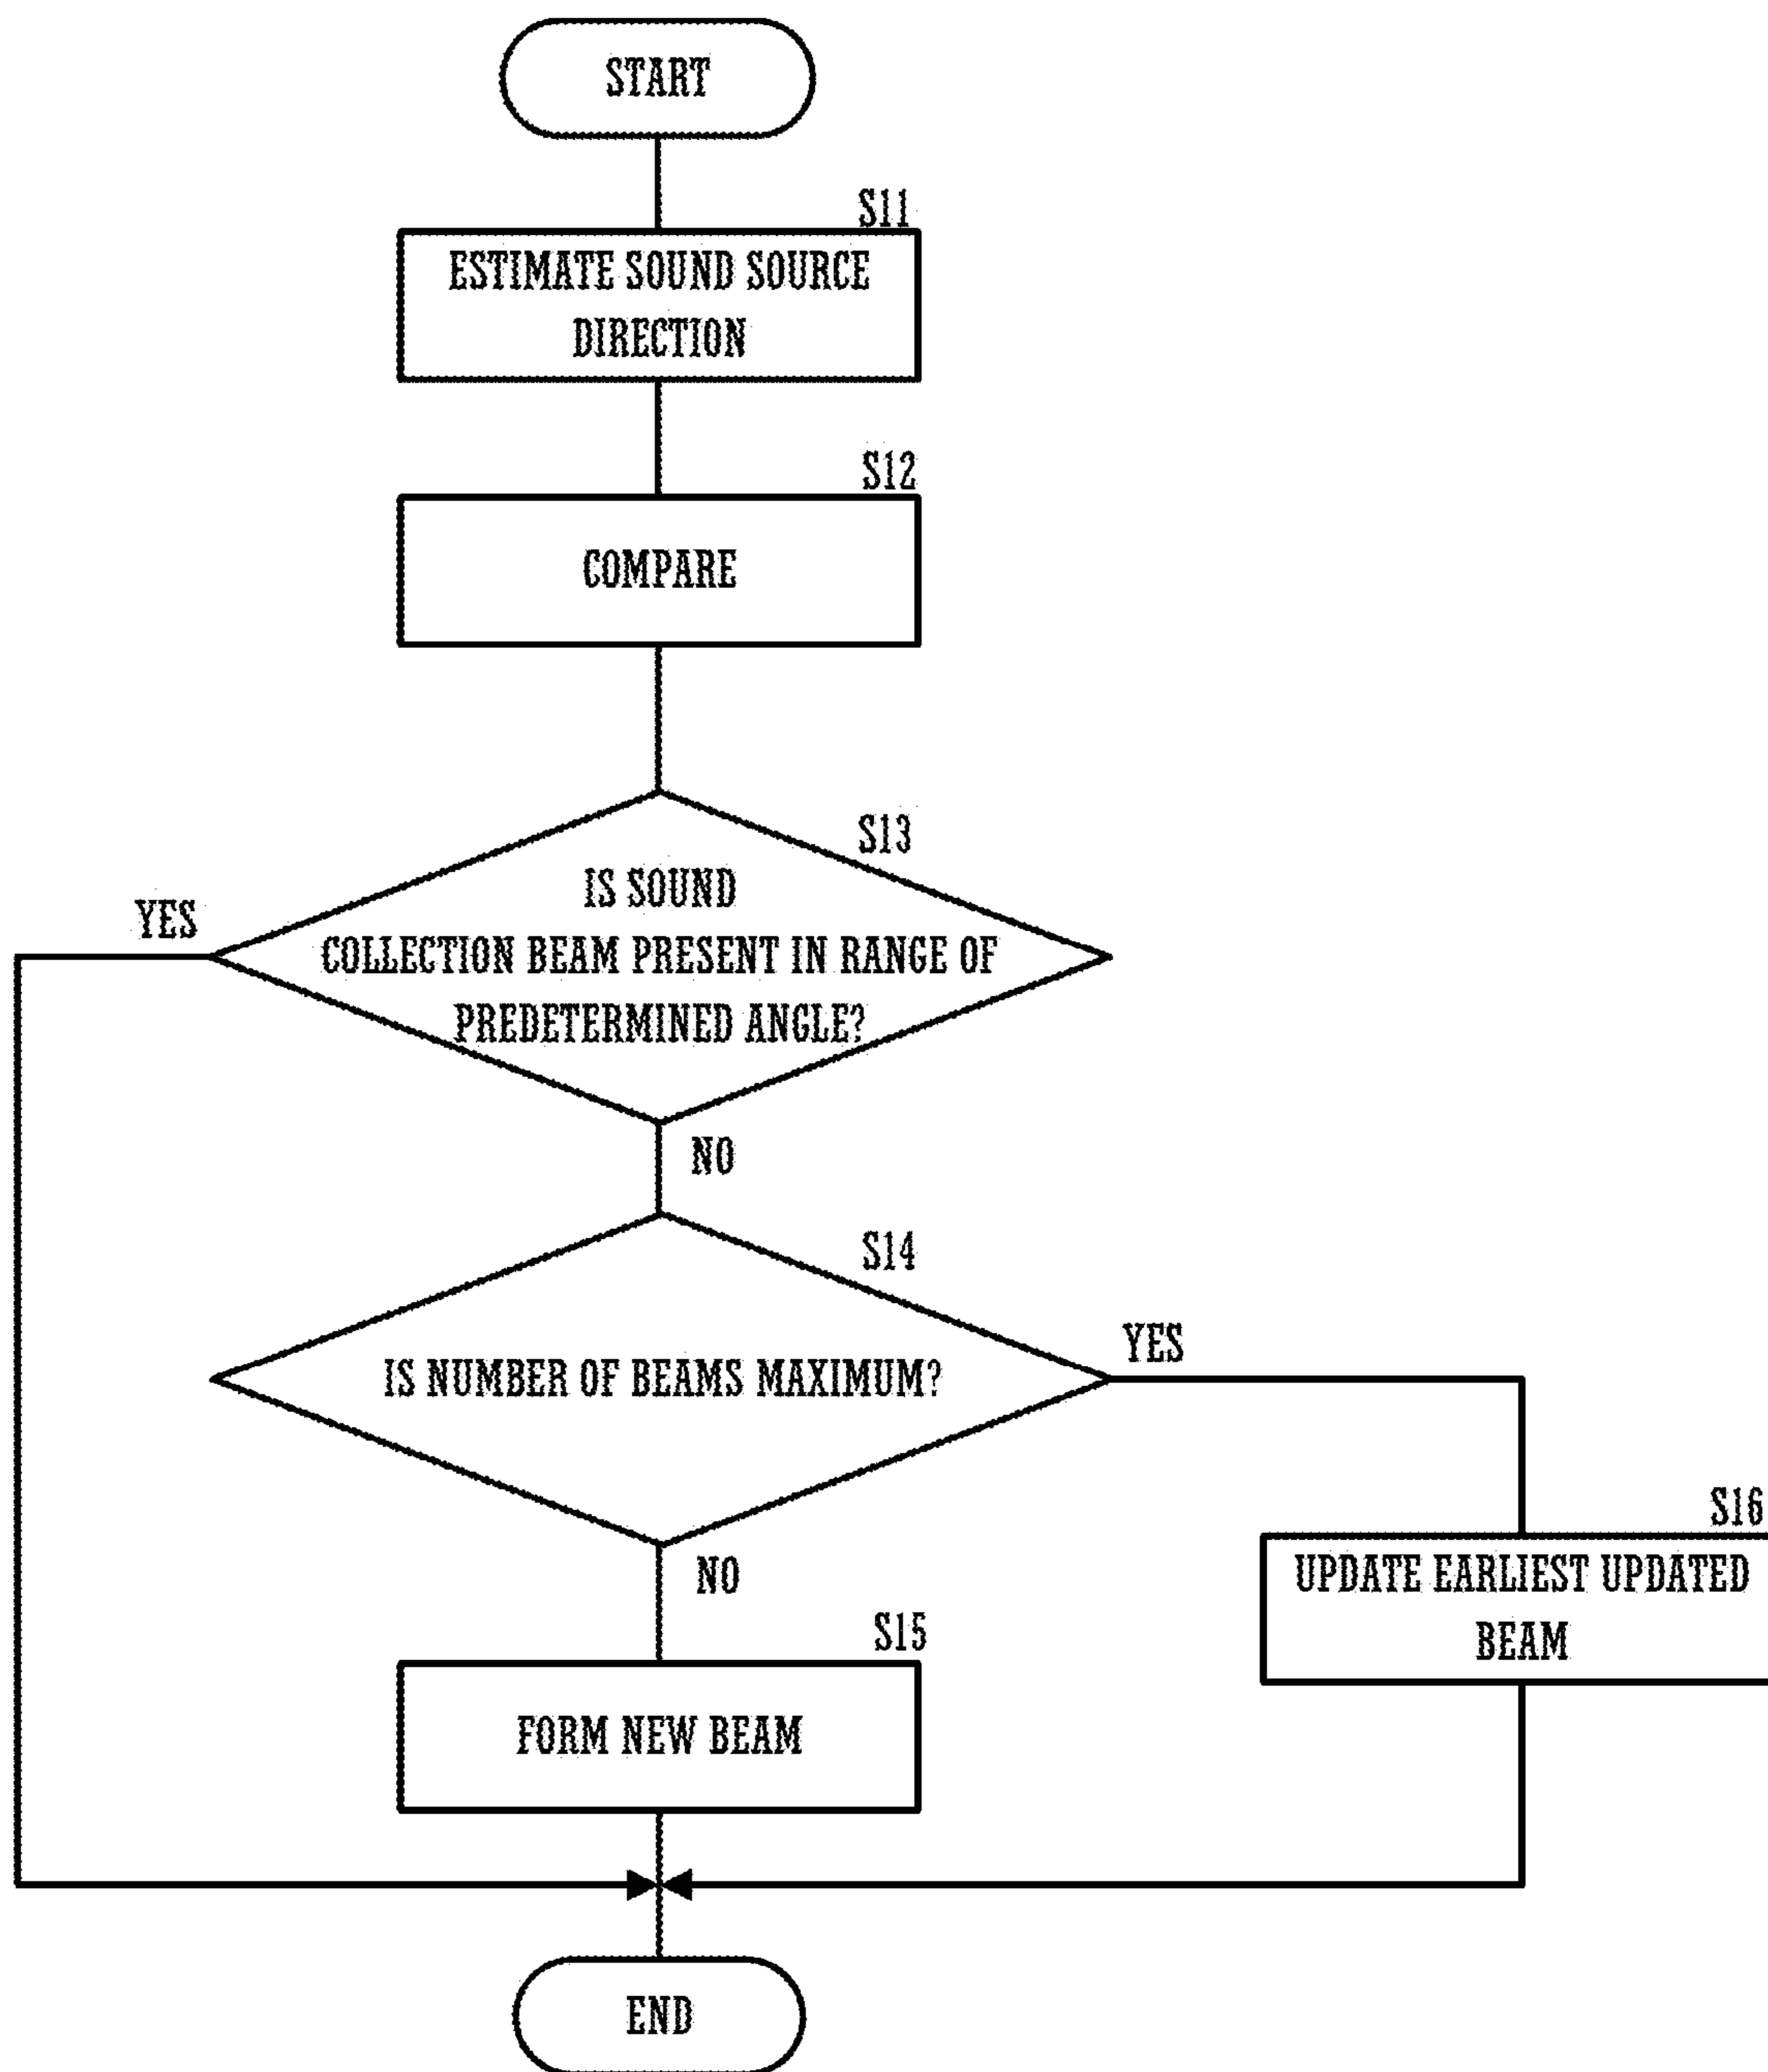 START
S11
ESTIMATE SOUND SOURCE
DIRECTION
S12
COMPARE
S13
IS SOUND
COLLECTION BEAM PRESENT IN RANGE OF
PREDETERMINED ANGLE?
YES
NO
S14
IS NUMBER OF BEAMS MAXIMUM?
YES
NO
S16
UPDATE EARLIEST UPDATED
BEAM
S15
FORM NEW BEAM
END